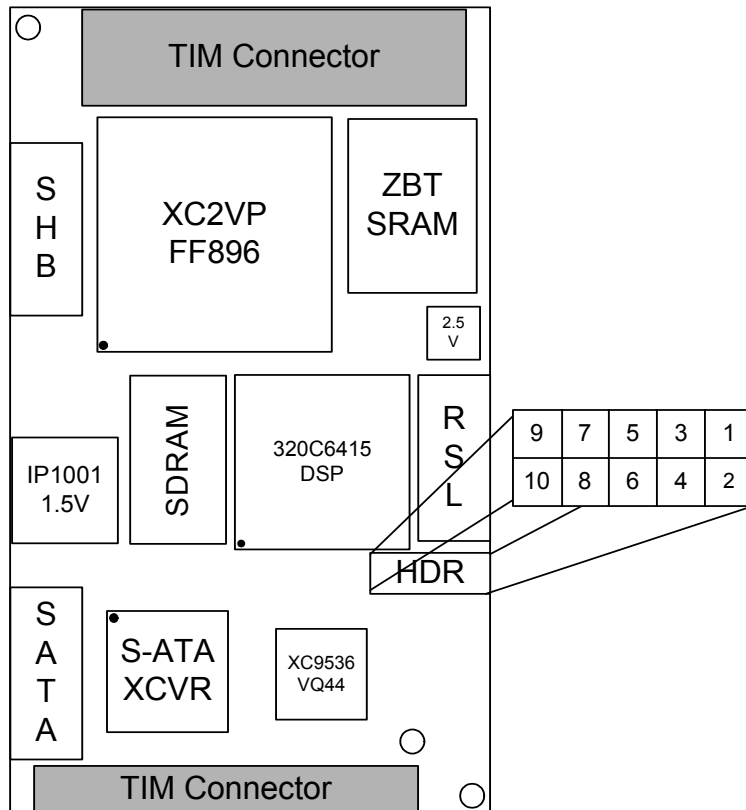 TIM Connector
S
H
B
XC2VP
FF896
ZBT
SRAM
2.5
V
IP1001
1.5V
SDRAM
320C6415
DSP
R
S
L
9 7 5 3 1
10 8 6 4 2
HDR
S
A
T
A
S-ATA
XCVR
XC9536
VQ44
TIM Connector